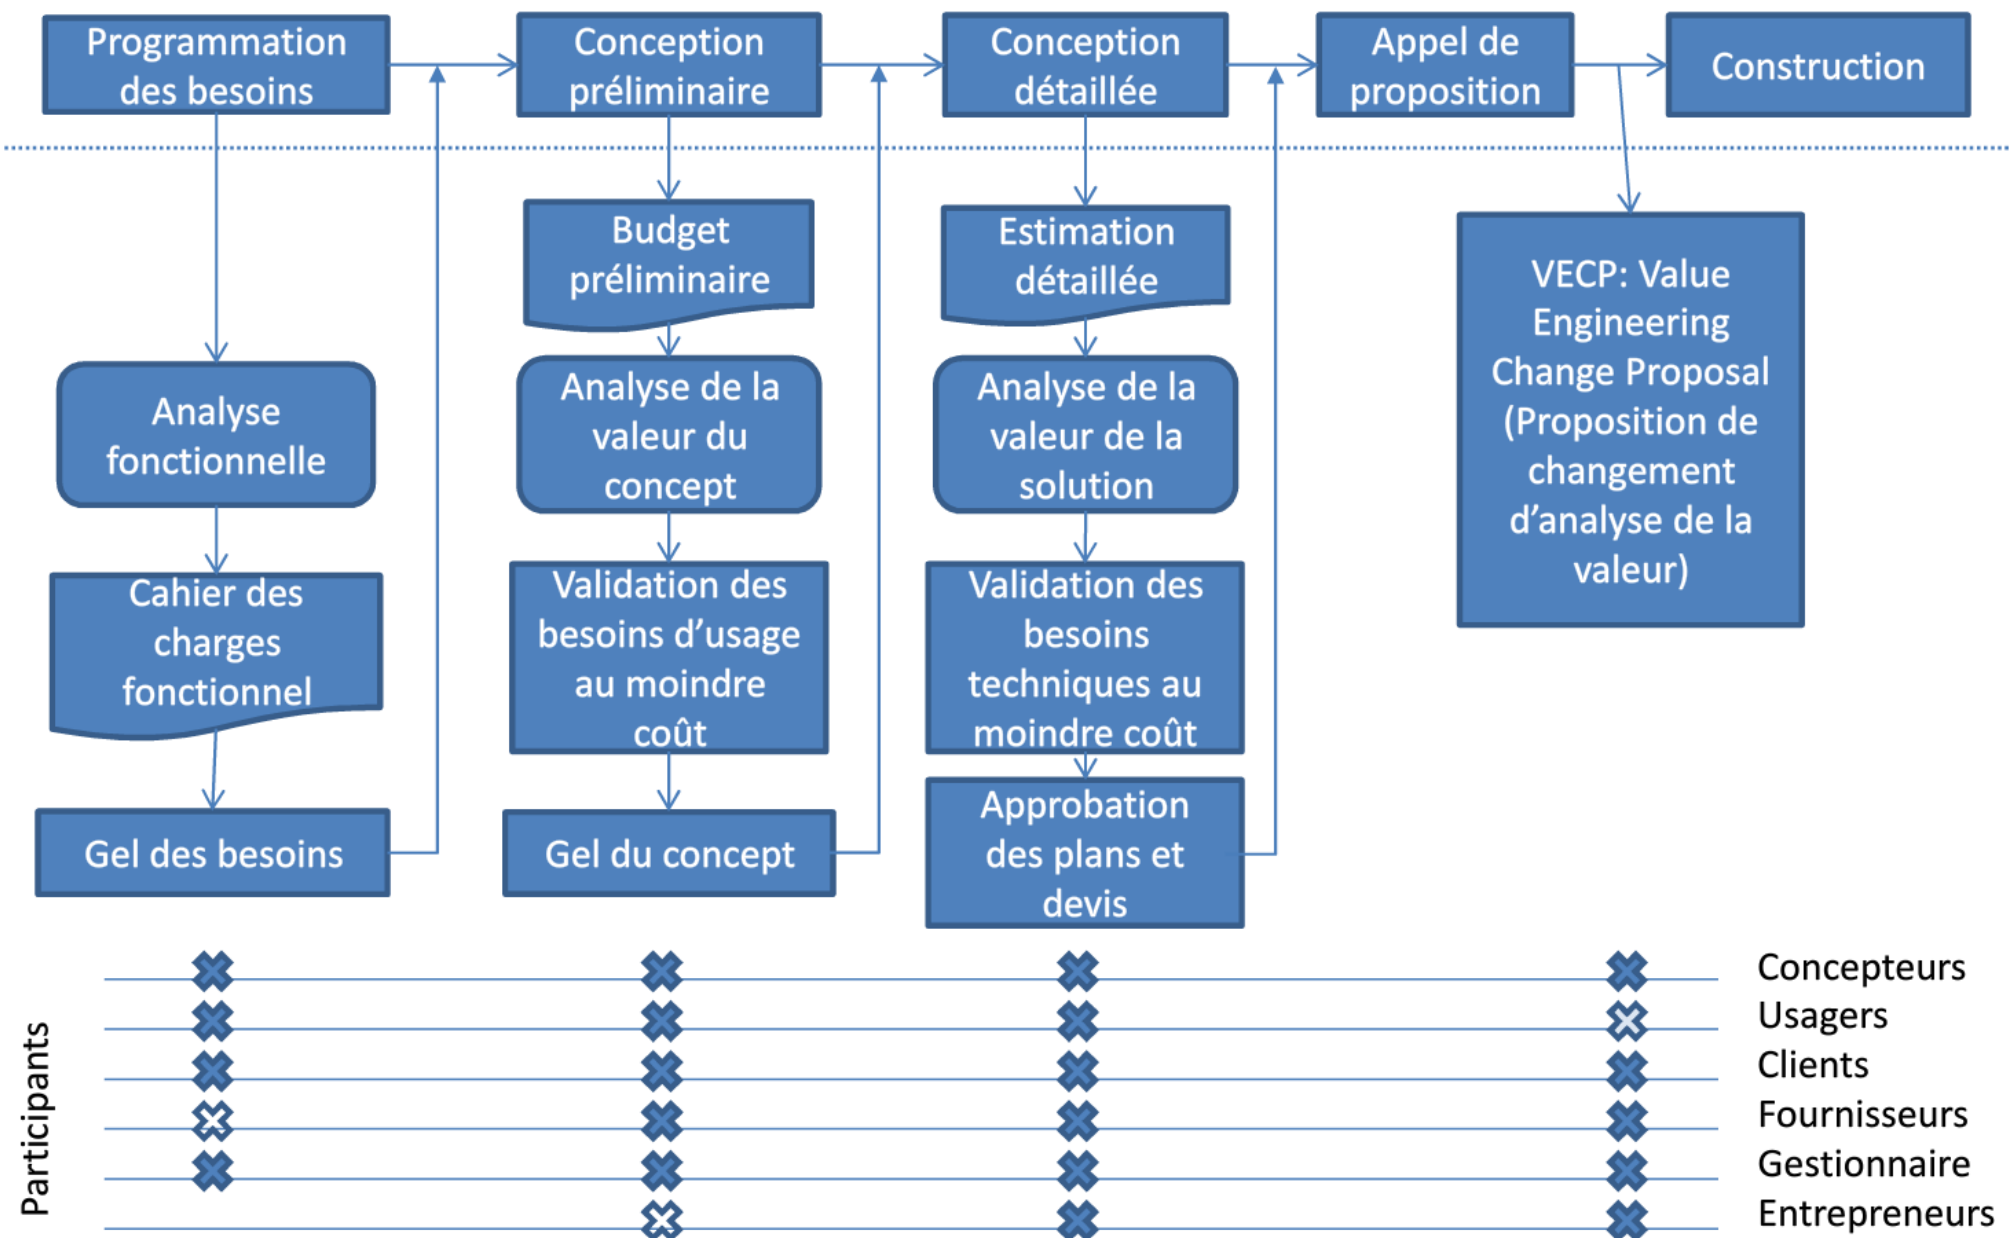 Programmation
des besoins
Conception
préliminaire
Conception
détaillée
Appel de
proposition
Construction
Budget
préliminaire
Estimation
détaillée
VECP: Value
Engineering
Change Proposal
(Proposition de
changement
d’analyse de la
valeur)
Analyse
fonctionnelle
Analyse de la
valeur du
concept
Analyse de la
valeur de la
solution
Cahier des
charges
fonctionnel
Validation des
besoins d’usage
au moindre
coût
Validation des
besoins
techniques au
moindre coût
Gel des besoins
Gel du concept
Approbation
des plans et
devis
Participants
Concepteurs
Usagers
Clients
Fournisseurs
Gestionnaire
Entrepreneurs